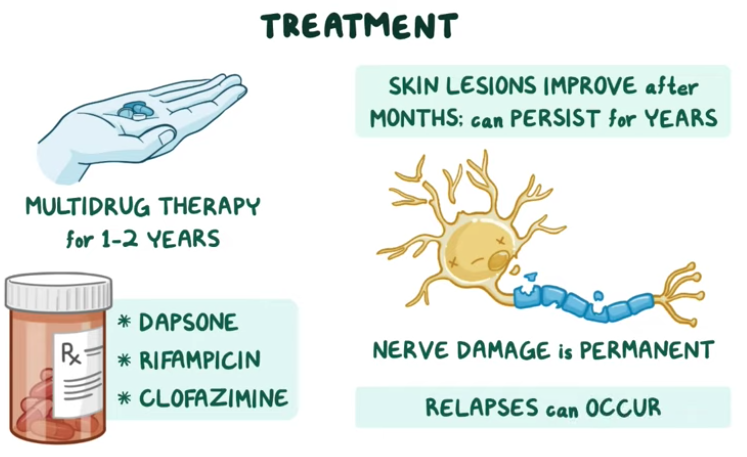 TREATMENT
MULTIDRUG THERAPY
for 1-2 YEARS
Rx
* DAPSONE
* RIFAMPICIN
* CLOFAZIMINE
SKIN LESIONS IMPROVE after
MONTHS; can PERSIST for YEARS
NERVE DAMAGE is PERMANENT
RELAPSES can OCCUR